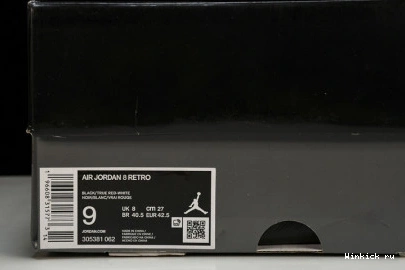 AIR JORDAN 8 RETRO
BLACK/TRUE RED-WHITE
NOIR/BLANC/VRAI ROUGE
9
UK 8 CM 27
BR 40.5 EUR 42.5
JORDAN.COM
305381 062
Winkick.ru